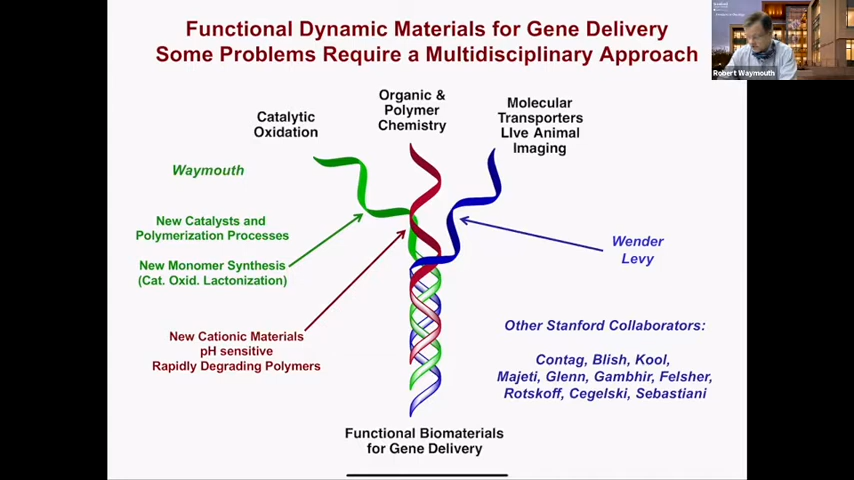 Functional Dynamic Materials for Gene Delivery
Some Problems Require a Multidisciplinary Approach
Robert Waymouth
Catalytic
Oxidation
Organic &
Polymer
Chemistry
Molecular
Transporters
LIve Animal
Imaging
Waymouth
New Catalysts and
Polymerization Processes
New Monomer Synthesis
(Cat. Oxid. Lactonization)
New Cationic Materials
pH sensitive
Rapidly Degrading Polymers
Wender
Levy
Other Stanford Collaborators:
Contag, Blish, Kool,
Majeti, Glenn, Gambhir, Felsher,
Rotskoff, Cegelski, Sebastiani
Functional Biomaterials
for Gene Delivery